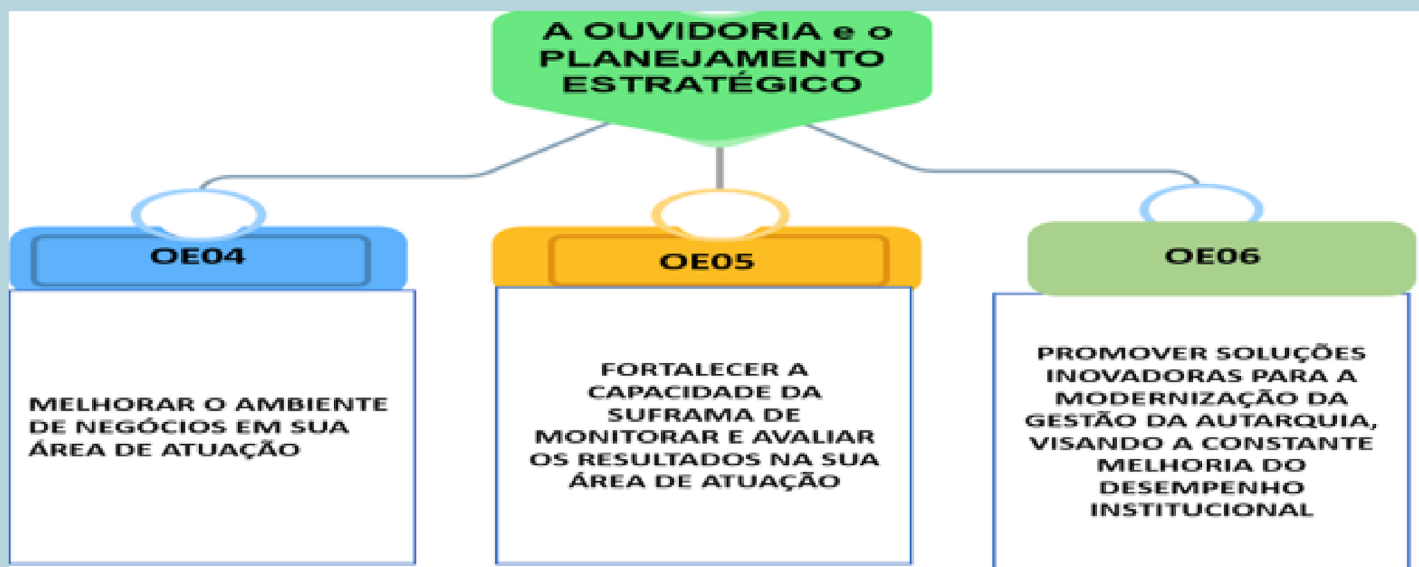 A OUVIDORIA e o
PLANEJAMENTO
ESTRATÉGICO
OE04
MELHORAR O AMBIENTE
DE NEGÓCIOS EM SUA
ÁREA DE ATUAÇÃO
OE05
FORTALECER A
CAPACIDADE DA
SUFRAMA DE
MONITORAR E AVALIAR
OS RESULTADOS NA SUA
ÁREA DE ATUAÇÃO
OE06
PROMOVER SOLUÇÕES
INOVADORAS PARA A
MODERNIZAÇÃO DA
GESTÃO DA AUTARQUIA,
VISANDO A CONSTANTE
MELHORIA DO
DESEMPENHO
INSTITUCIONAL